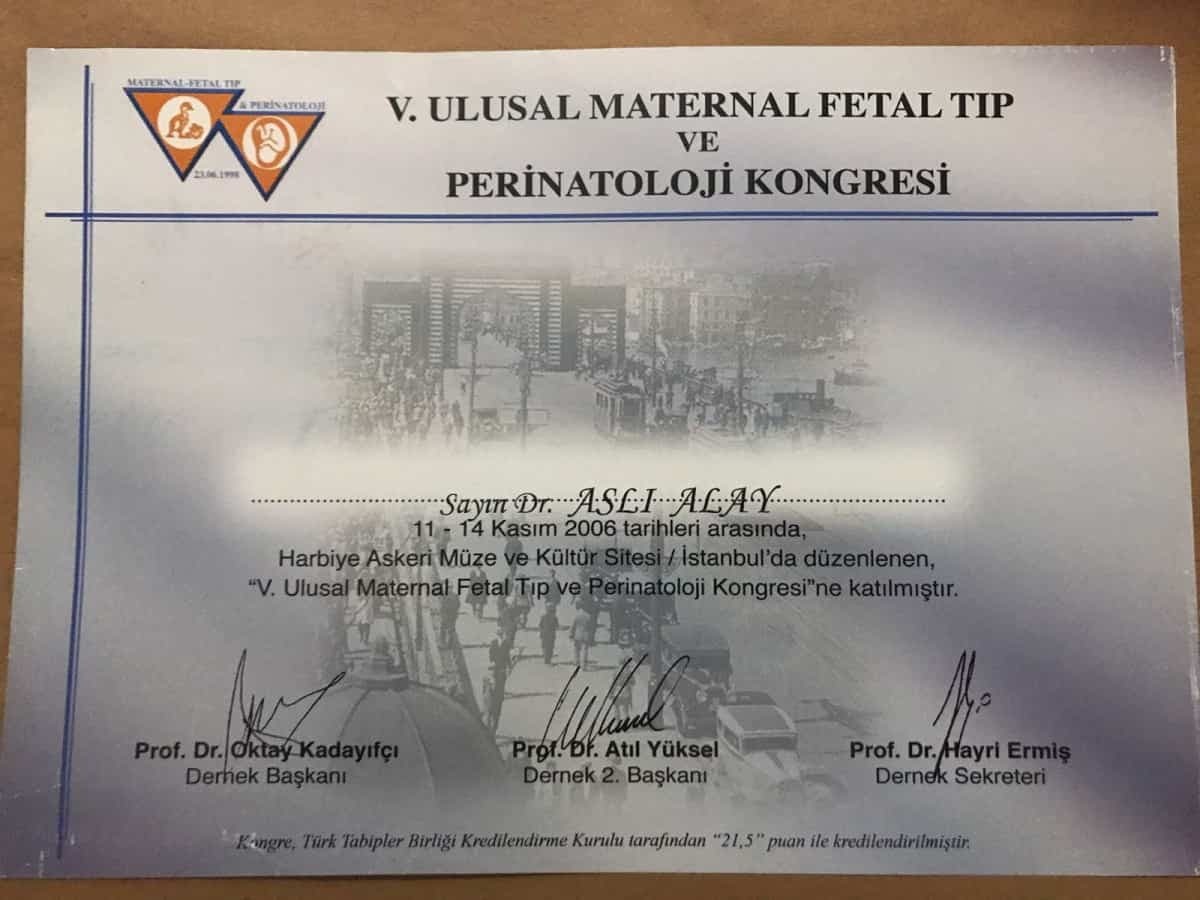 MATERNAL-FETAL TIP
& PERİNATOLOJİ
23.06.1998
V. ULUSAL MATERNAL FETAL TIP
VE
PERİNATOLOJİ KONGRESİ
Sayın Dr. ASLI ALAY
11 - 14 Kasım 2006 tarihleri arasında,
Harbiye Askeri Müze ve Kültür Sitesi / İstanbul'da düzenlenen,
“V. Ulusal Maternal Fetal Tıp ve Perinatoloji Kongresi”ne katılmıştır.
Prof. Dr. Oktay Kadayıfçı
Dernek Başkanı
Prof. Dr. Atıl Yüksel
Dernek 2. Başkanı
Prof. Dr. Hayri Ermiş
Dernek Sekreteri
Kongre, Türk Tabipler Birliği Kredilendirme Kurulu tarafından “21,5” puan ile kredilendirilmiştir.